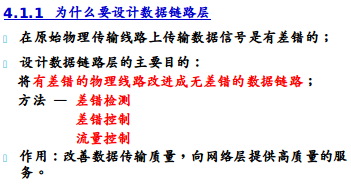 4.1.1 为什么要设计数据链路层
在原始物理传输线路上传输数据信号是有差错的；
设计数据链路层的主要目的：
将有差错的物理线路改进成无差错的数据链路；
方法 — 差错检测
差错控制
流量控制
作用：改善数据传输质量，向网络层提供高质量的服
务。